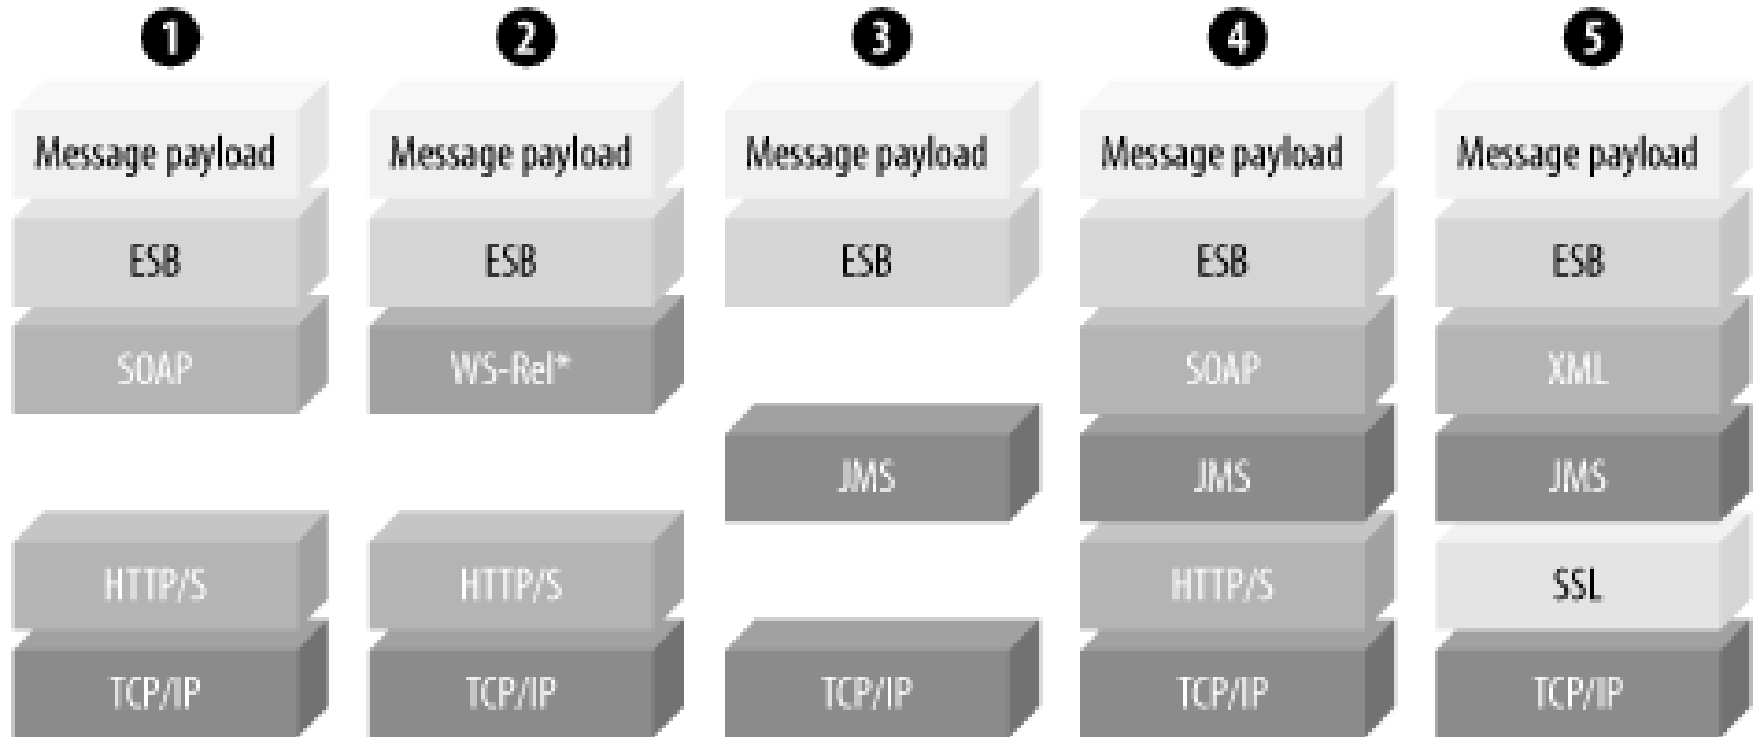 1 2 3 4 5
Message payload Message payload Message payload Message payload Message payload
ESB ESB ESB ESB ESB
SOAP WS-Rel* SOAP XML
JMS JMS JMS
HTTP/S HTTP/S HTTP/S SSL
TCP/IP TCP/IP TCP/IP TCP/IP TCP/IP